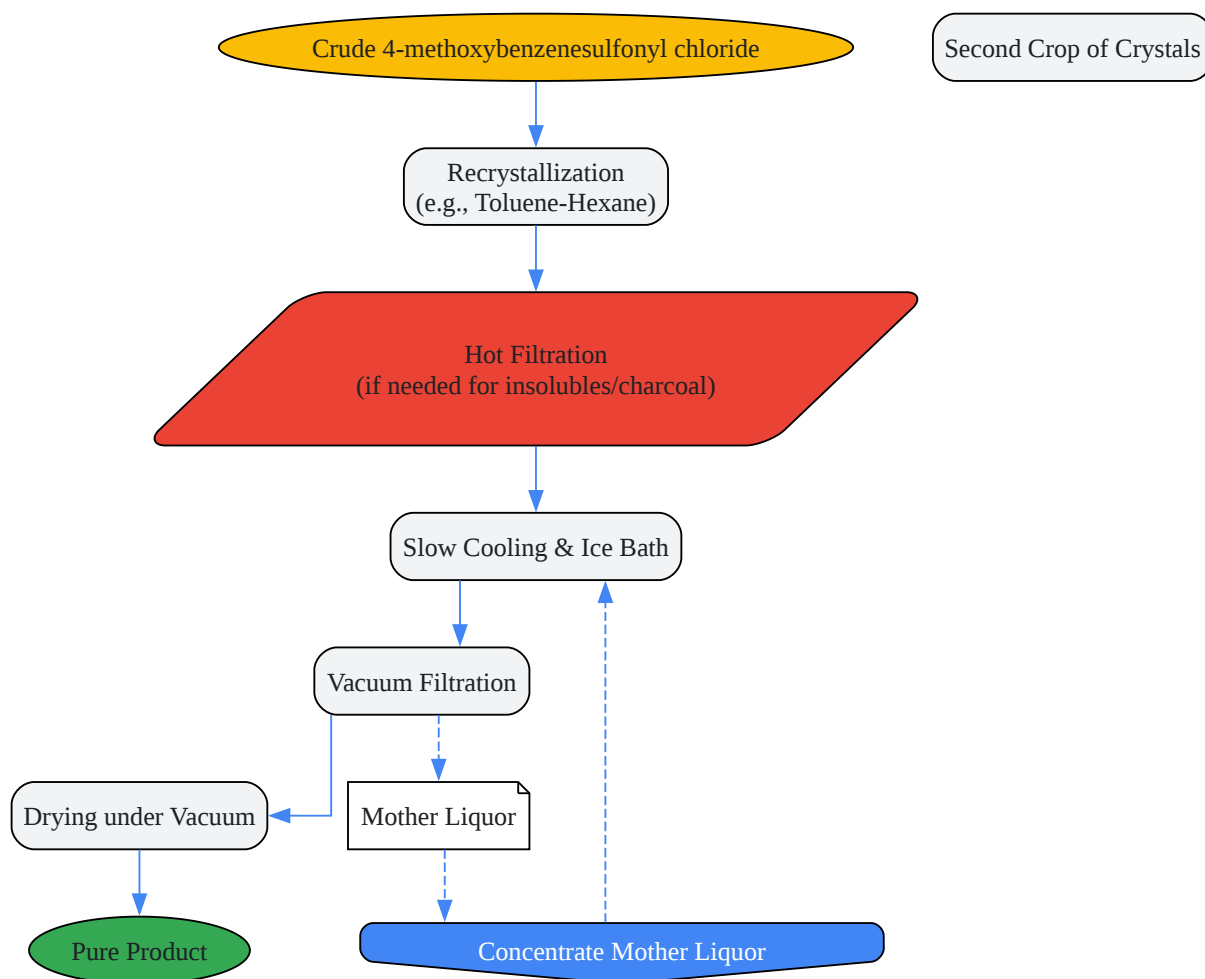 Crude 4-methoxybenzenesulfonyl chloride
Second Crop of Crystals
Recrystallization
(e.g., Toluene-Hexane)
Hot Filtration
(if needed for insolubles/charcoal)
Slow Cooling & Ice Bath
Vacuum Filtration
Drying under Vacuum
Mother Liquor
Pure Product
Concentrate Mother Liquor